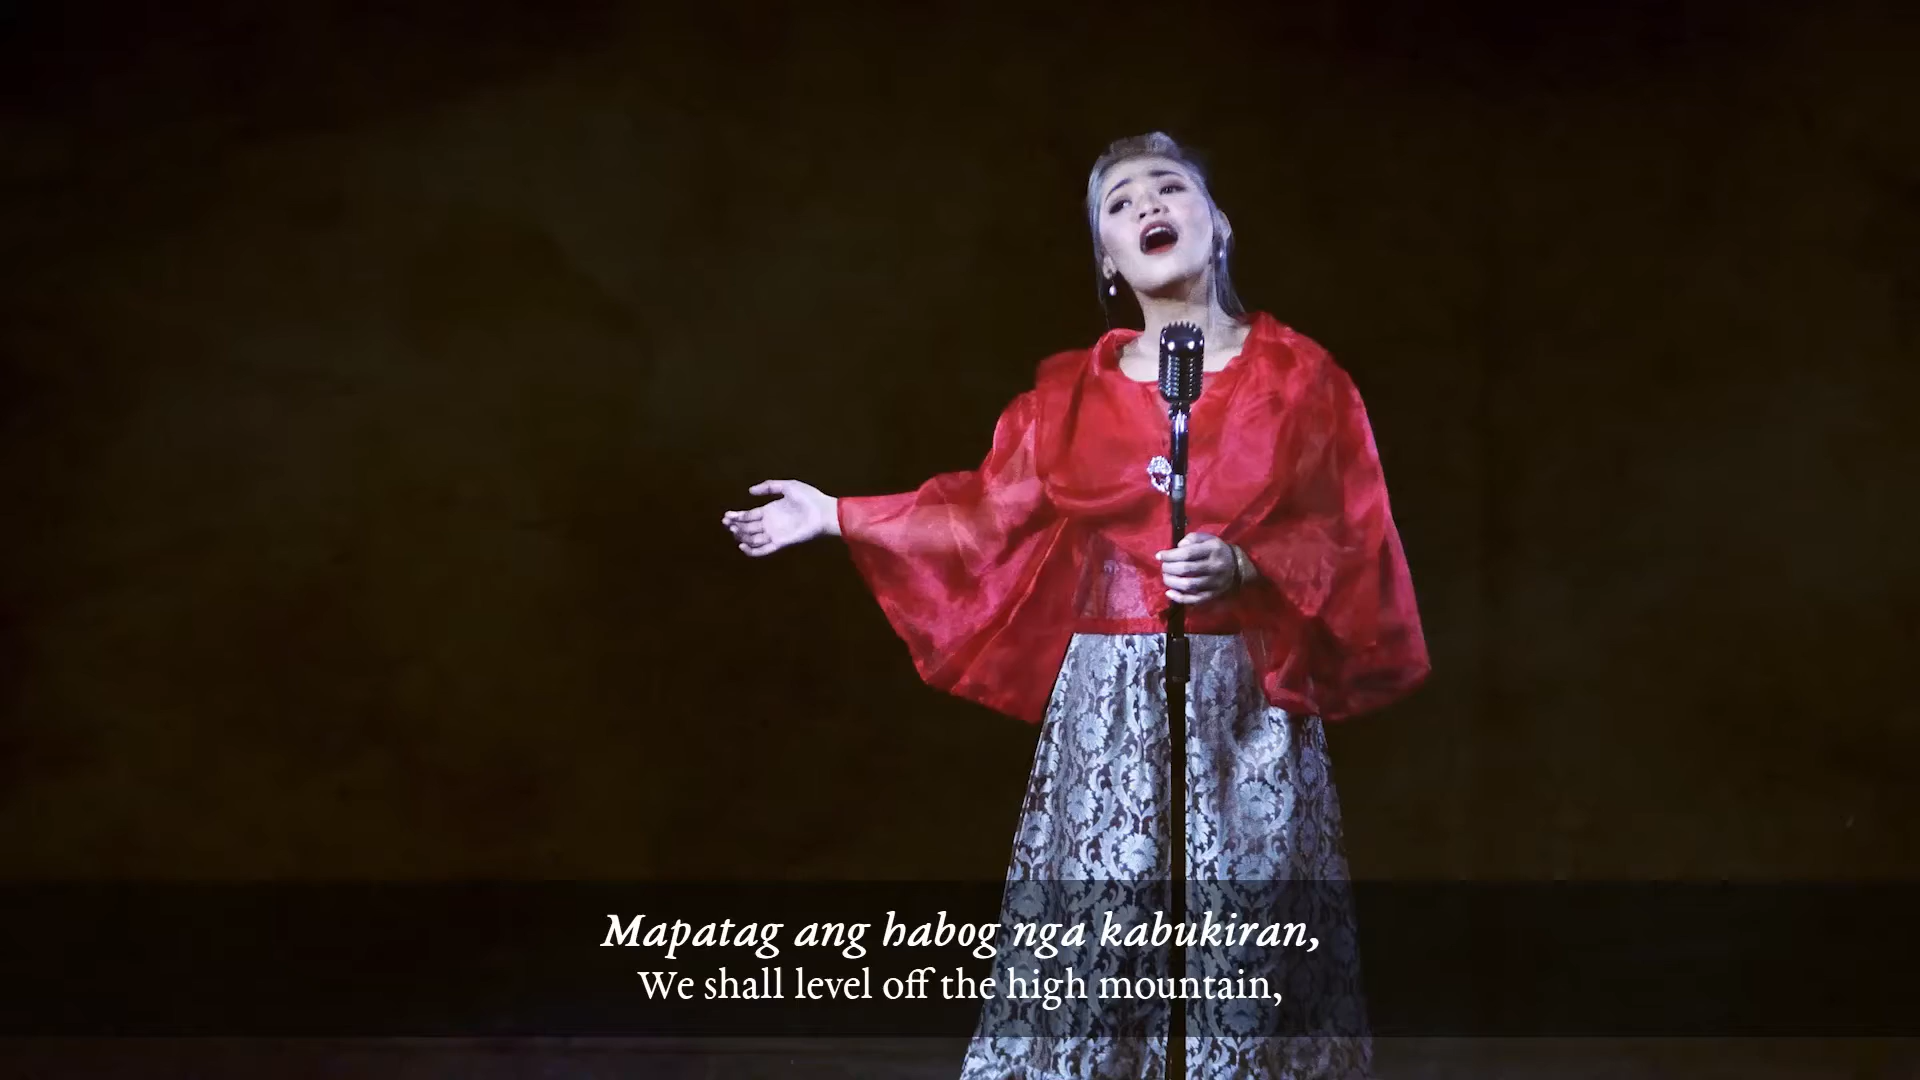 Mapatag ang habog nga kabukiran,
We shall level off the high mountain,